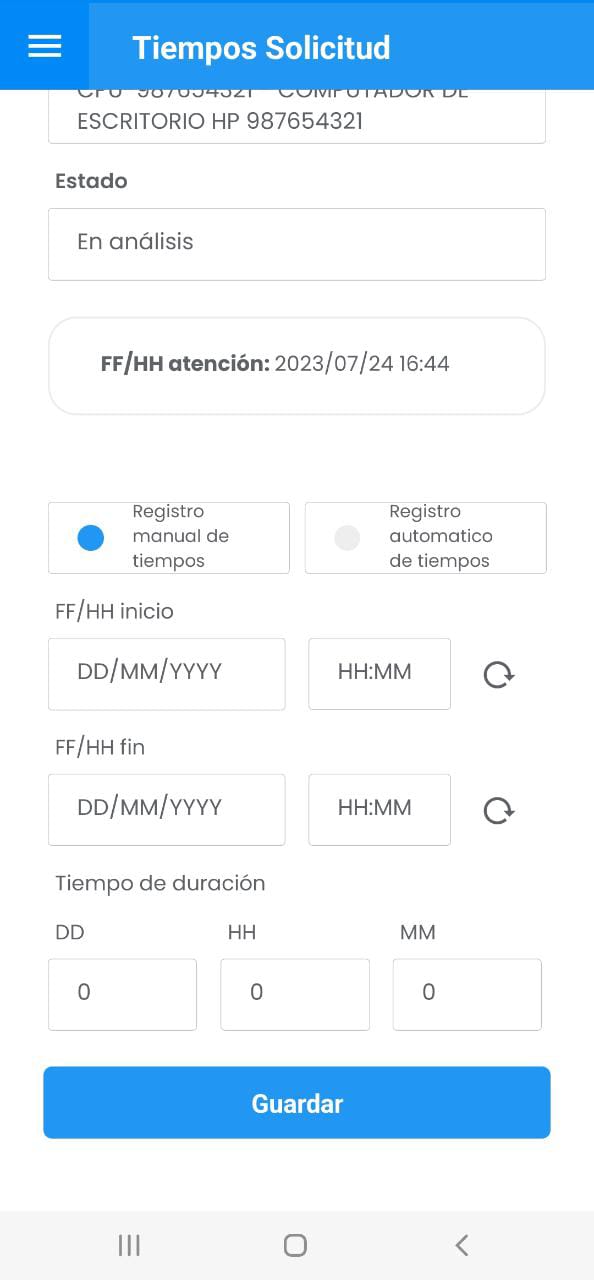 Tiempos Solicitud
CPU 987654321 COMPUTADOR DE
ESCRITORIO HP 987654321
Estado
En análisis
FF/HH atención: 2023/07/24 16:44
Registro
manual de
tiempos
Registro
automatico
de tiempos
FF/HH inicio
DD/MM/YYYY
HH:MM
FF/HH fin
DD/MM/YYYY
HH:MM
Tiempo de duración
DD
HH
MM
0
0
0
Guardar